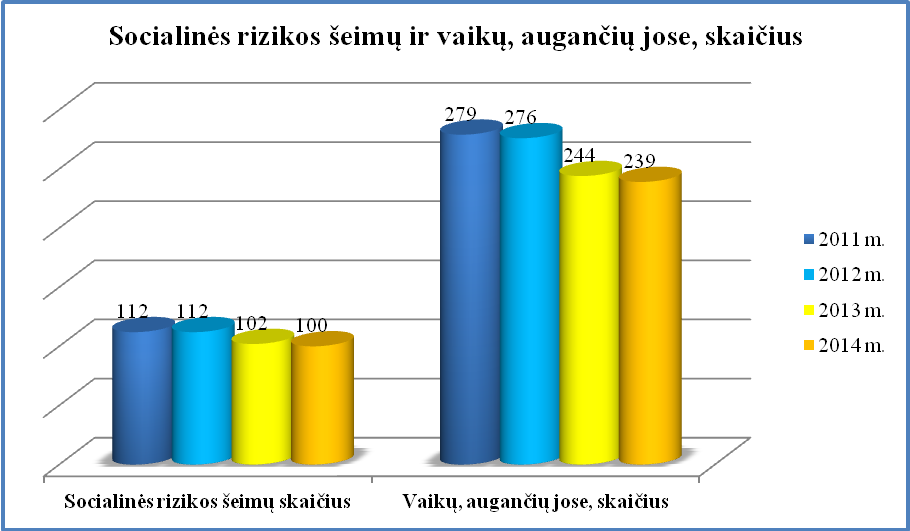 Socialinės rizikos šeimų ir vaikų, augančių jose, skaičius
279
276
244
239
112
112
102
100
2011 m.
2012 m.
2013 m.
2014 m.
Socialinės rizikos šeimų skaičius
Vaikų, augančių jose, skaičius